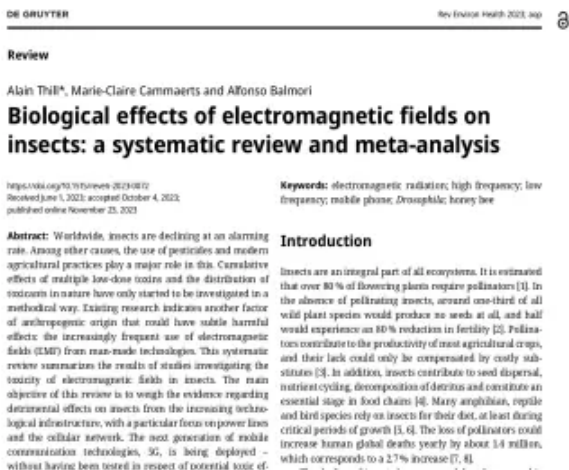 DE GRUYTER
Rev Environ Health 2023; aop
Review
Alain Thill*, Marie-Claire Cammaerts and Alfonso Balmori
Biological effects of electromagnetic fields on
insects: a systematic review and meta-analysis
https://doi.org/10.1515/reveh-2023-0072
Received June 1, 2023; accepted October 4, 2023;
published online November 23, 2023
Abstract: Worldwide, insects are declining at an alarming
rate. Among other causes, the use of pesticides and modern
agricultural practices play a major role in this. Cumulative
effects of multiple low-dose toxins and the distribution of
toxicants in nature have only started to be investigated in a
methodical way. Existing research indicates another factor
of anthropogenic origin that could have subtle harmful
effects: the increasingly frequent use of electromagnetic
fields (EMF) from man-made technologies. This systematic
review summarizes the results of studies investigating the
toxicity of electromagnetic fields in insects. The main
objective of this review is to weigh the evidence regarding
detrimental effects on insects from the increasing techno-
logical infrastructure, with a particular focus on power lines
and the cellular network. The next generation of mobile
communication technologies, 5G, is being deployed –
without having been tested in respect of potential toxic ef-
Keywords: electromagnetic radiation; high frequency; low
frequency; mobile phone; Drosophila; honey bee
Introduction
Insects are an integral part of all ecosystems. It is estimated
that over 80 % of flowering plants require pollinators [1]. In
the absence of pollinating insects, around one-third of all
wild plant species would produce no seeds at all, and half
would experience an 80 % reduction in fertility [2]. Pollina-
tors contribute to the productivity of most agricultural crops,
and their lack could only be compensated by costly sub-
stitutes [3]. In addition, insects contribute to seed dispersal,
nutrient cycling, decomposition of detritus and constitute an
essential stage in food chains [4]. Many amphibian, reptile
and bird species rely on insects for their diet, at least during
critical periods of growth [5, 6]. The loss of pollinators could
increase human global deaths yearly by about 1.4 million,
which corresponds to a 2.7 % increase [7, 8].